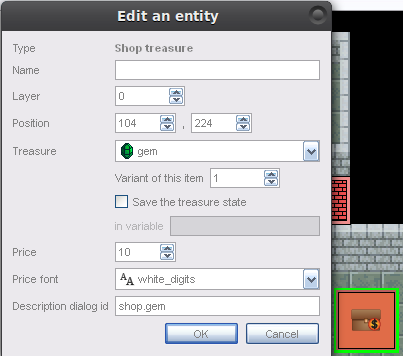 Edit an entity
Type Shop treasure
Name
Layer 0
Position 104 , 224
Treasure gem
Variant of this item 1
Save the treasure state
in variable
Price 10
Price font AA white_digits
Description dialog id shop.gem
OK Cancel
$